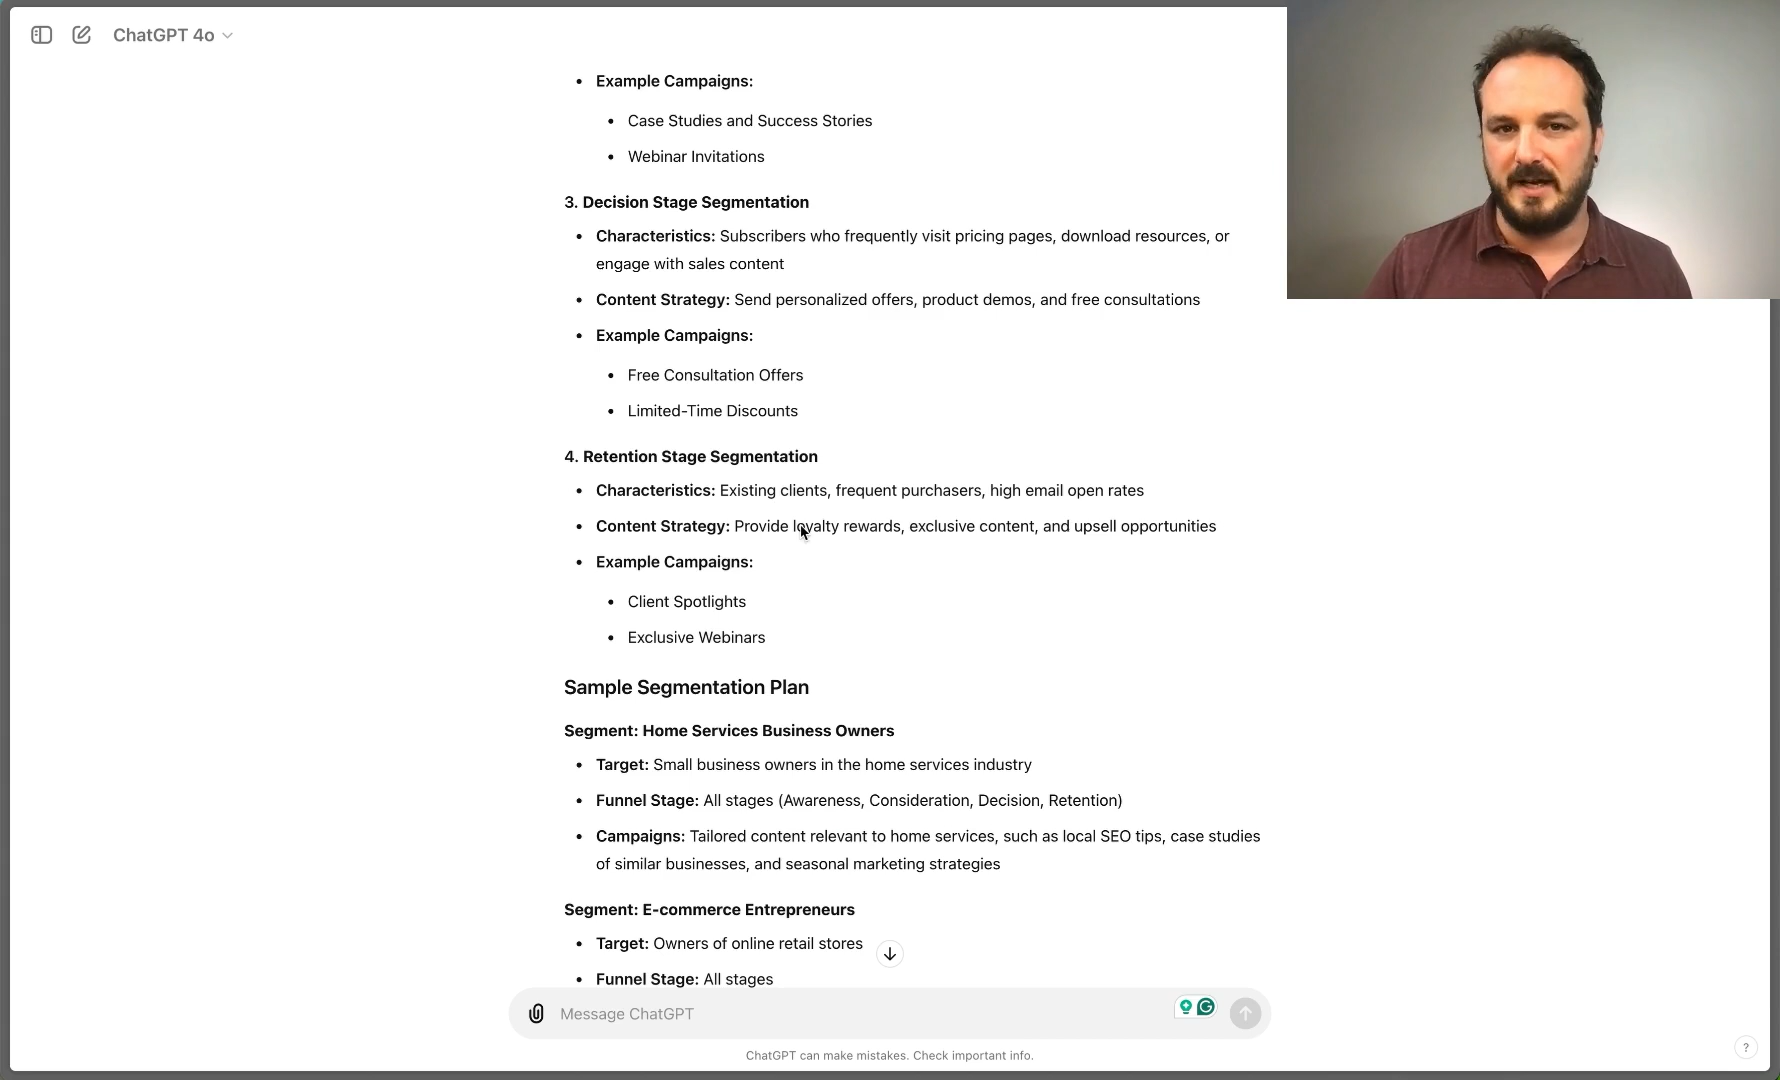 ChatGPT 4o
Example Campaigns:
Case Studies and Success Stories
Webinar Invitations
3. Decision Stage Segmentation
Characteristics: Subscribers who frequently visit pricing pages, download resources, or
engage with sales content
Content Strategy: Send personalized offers, product demos, and free consultations
Example Campaigns:
Free Consultation Offers
Limited-Time Discounts
4. Retention Stage Segmentation
Characteristics: Existing clients, frequent purchasers, high email open rates
Content Strategy: Provide loyalty rewards, exclusive content, and upsell opportunities
Example Campaigns:
Client Spotlights
Exclusive Webinars
Sample Segmentation Plan
Segment: Home Services Business Owners
Target: Small business owners in the home services industry
Funnel Stage: All stages (Awareness, Consideration, Decision, Retention)
Campaigns: Tailored content relevant to home services, such as local SEO tips, case studies
of similar businesses, and seasonal marketing strategies
Segment: E-commerce Entrepreneurs
Target: Owners of online retail stores
Funnel Stage: All stages
Message ChatGPT
ChatGPT can make mistakes. Check important info.
?